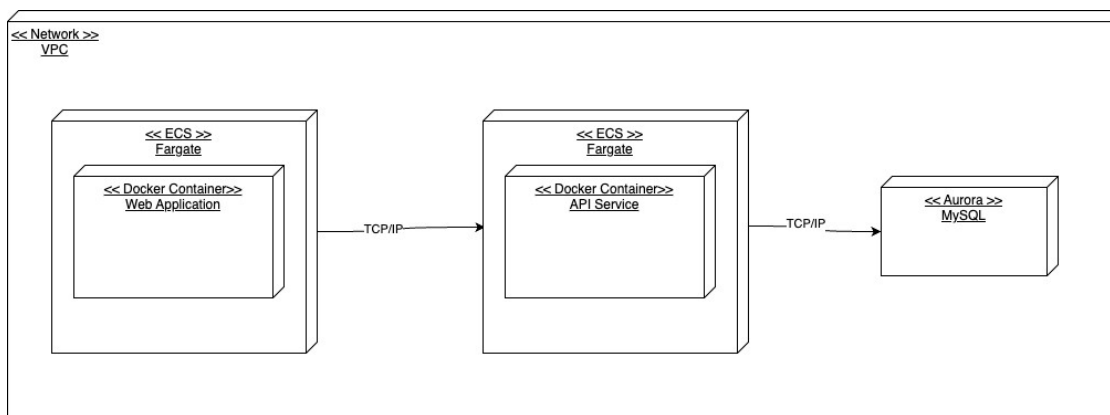 << Network >>
VPC
<< ECS >>
Fargate
<< Docker Container>>
Web Application
TCP/IP
<< ECS >>
Fargate
<< Docker Container>>
API Service
TCP/IP
<< Aurora >>
MySQL